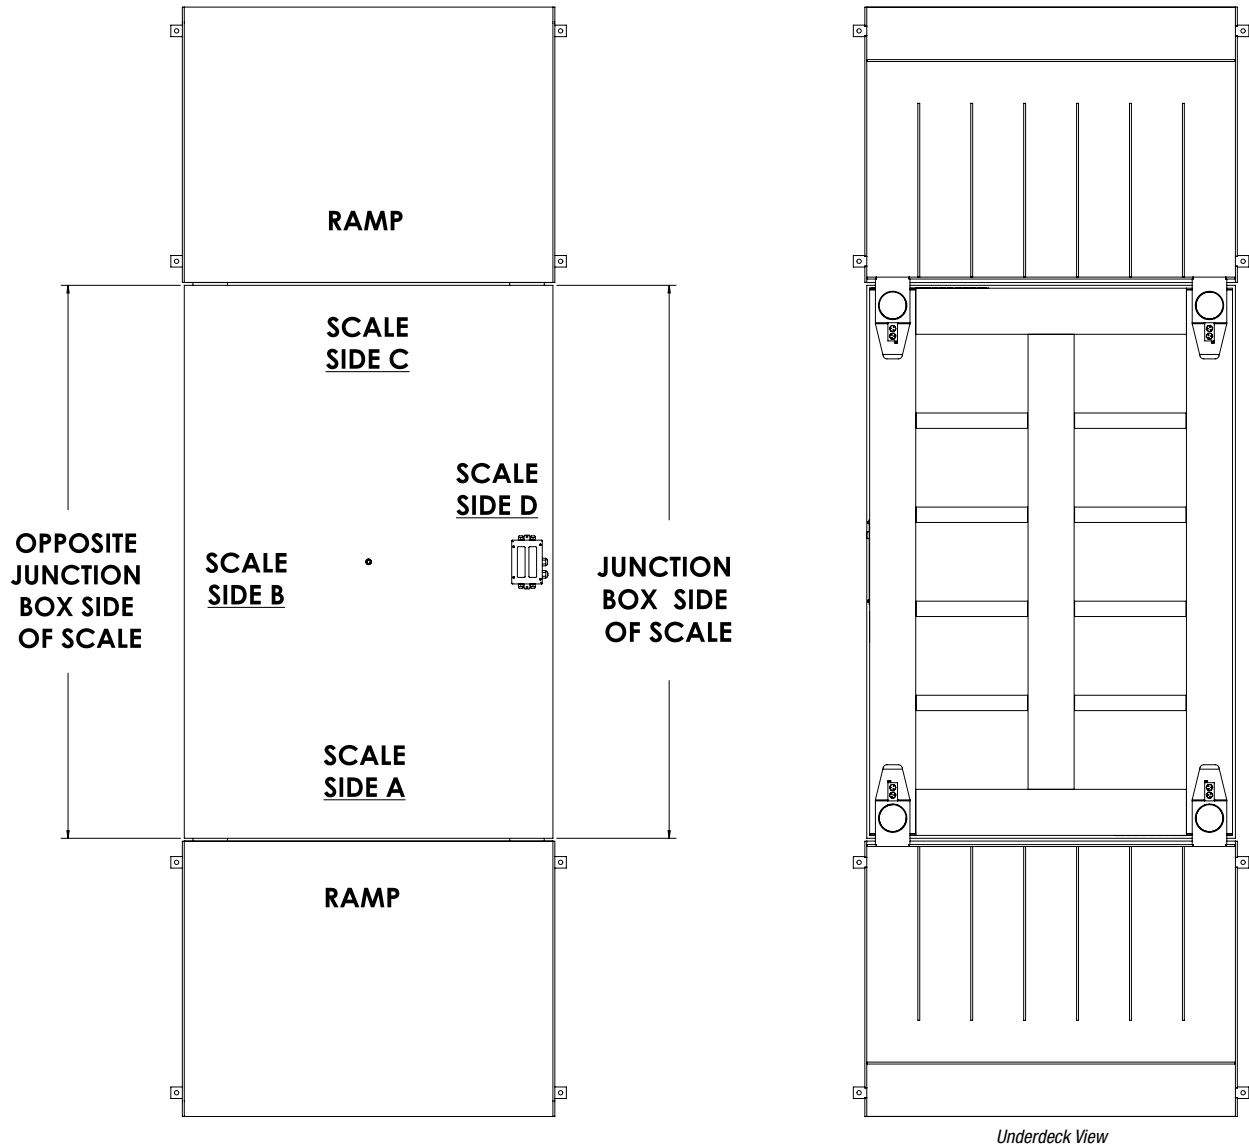 RAMP
SCALE
SIDE C
SCALE
SIDE D
OPPOSITE
JUNCTION
BOX SIDE
OF SCALE
SCALE
SIDE B
JUNCTION
BOX SIDE
OF SCALE
SCALE
SIDE A
RAMP
Underdeck View